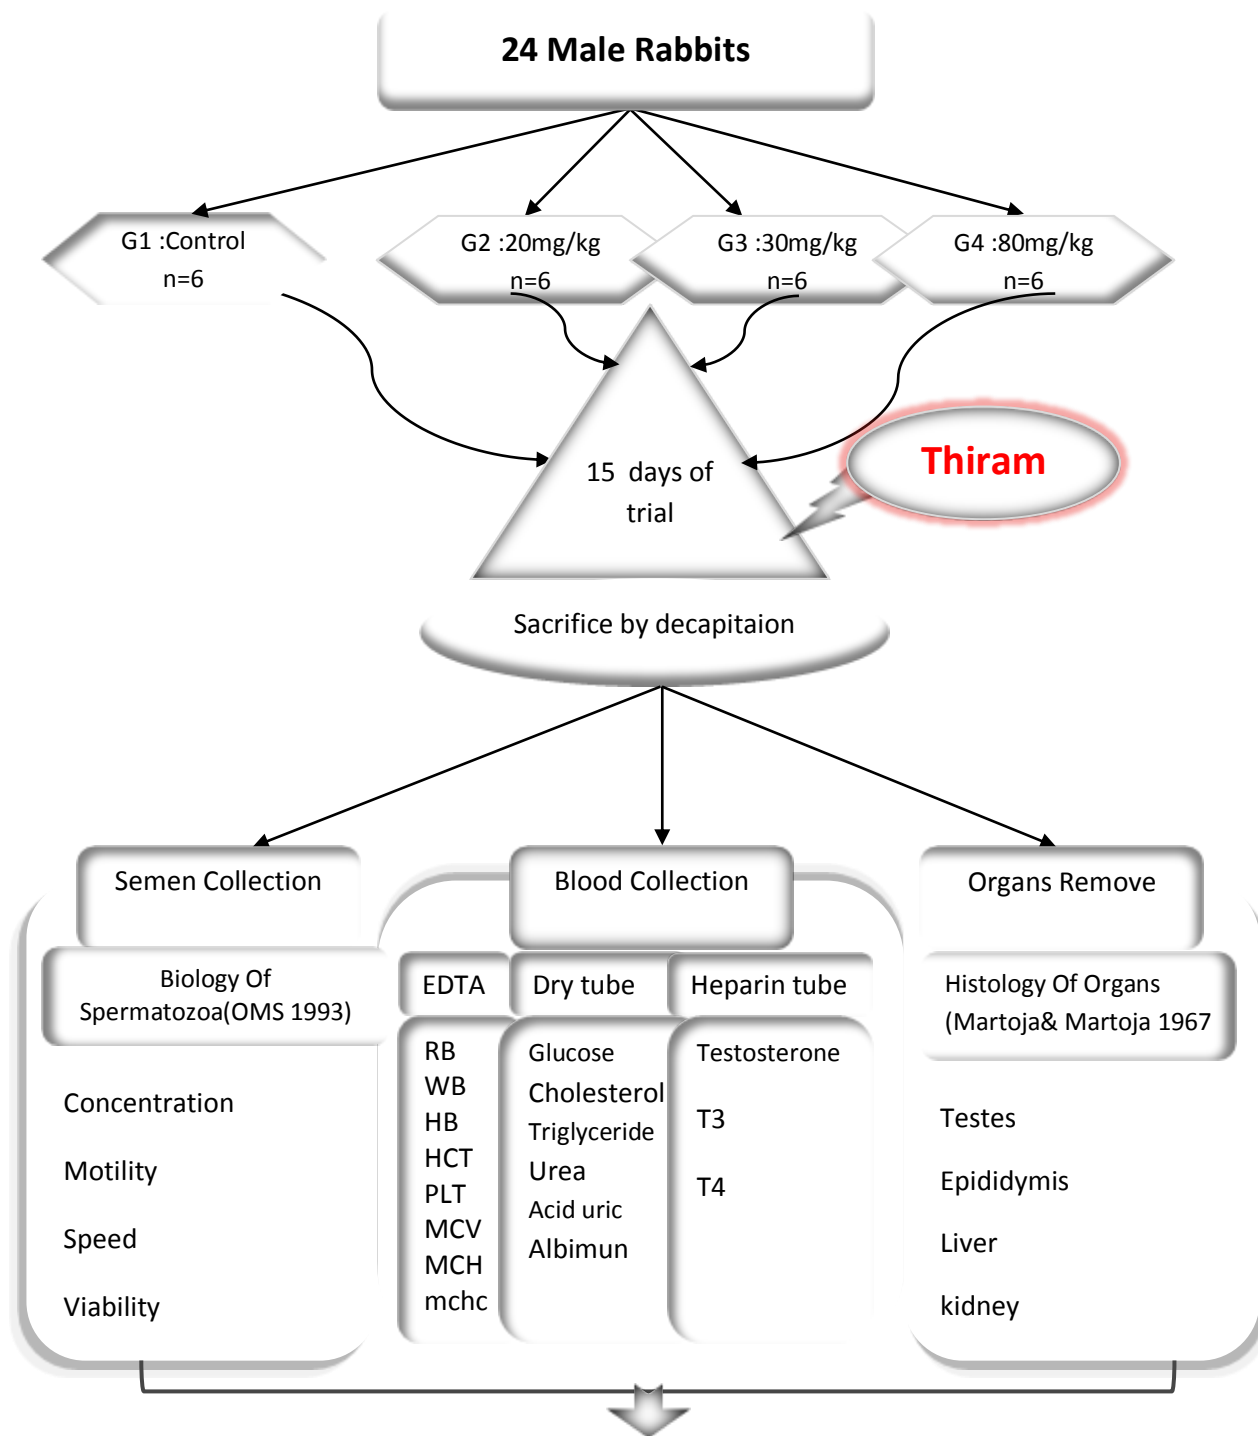 24 Male Rabbits
G1 :Control
n=6
G2 :20mg/kg
n=6
G3 :30mg/kg
n=6
G4 :80mg/kg
n=6
15 days of
trial
Thiram
Sacrifice by decapitaion
Semen Collection
Biology Of
Spermatozoa(OMS 1993)
Concentration
Motility
Speed
Viability
Blood Collection
EDTA
RB
WB
HB
HCT
PLT
MCV
MCH
mchc
Dry tube
Glucose
Cholesterol
Triglyceride
Urea
Acid uric
Albimun
Heparin tube
Testosterone
T3
T4
Organs Remove
Histology Of Organs
(Martoja& Martoja 1967
Testes
Epididymis
Liver
kidney